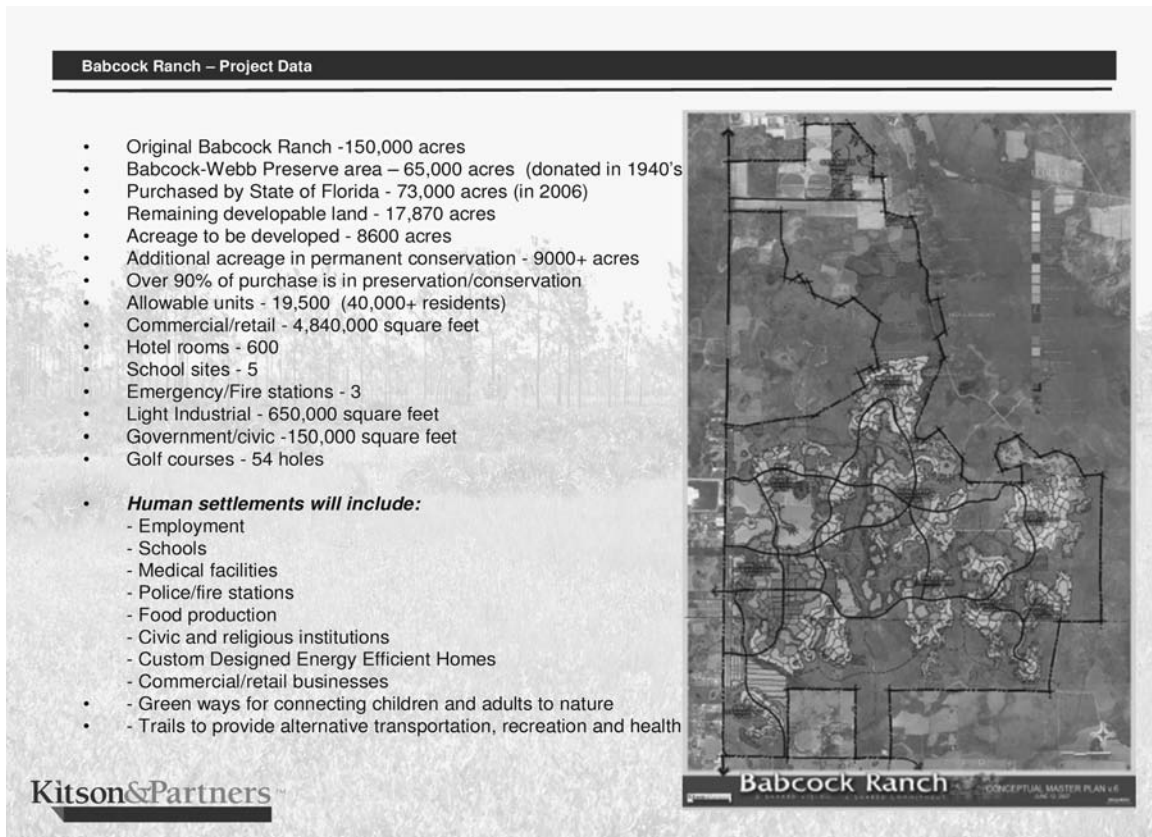 Babcock Ranch – Project Data
• Original Babcock Ranch -150,000 acres
• Babcock-Webb Preserve area – 65,000 acres (donated in 1940's
• Purchased by State of Florida - 73,000 acres (in 2006)
• Remaining developable land - 17,870 acres
• Acreage to be developed - 8600 acres
• Additional acreage in permanent conservation - 9000+ acres
• Over 90% of purchase is in preservation/conservation
• Allowable units - 19,500 (40,000+ residents)
• Commercial/retail - 4,840,000 square feet
• Hotel rooms - 600
• School sites - 5
• Emergency/Fire stations - 3
• Light Industrial - 650,000 square feet
• Government/civic -150,000 square feet
• Golf courses - 54 holes
• Human settlements will include:
- Employment
- Schools
- Medical facilities
- Police/fire stations
- Food production
- Civic and religious institutions
- Custom Designed Energy Efficient Homes
- Commercial/retail businesses
• - Green ways for connecting children and adults to nature
• - Trails to provide alternative transportation, recreation and health
Kitson&Partners
Babcock Ranch
A SHARED VISION. A SHARED COMMITMENT
CONCEPTUAL MASTER PLAN v.6